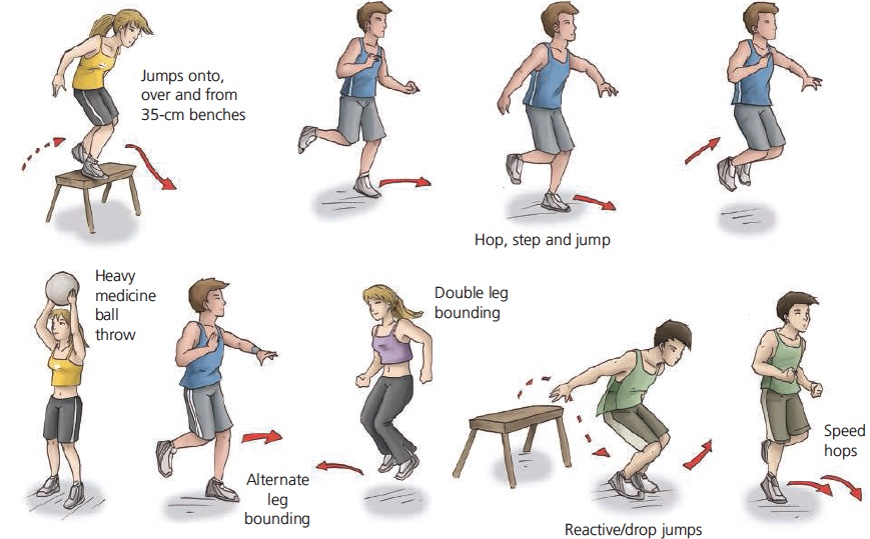 Jumps onto,
over and from
35-cm benches
Hop, step and jump
Heavy
medicine
ball
throw
Double leg
bounding
Alternate
leg
bounding
Speed
hops
Reactive/drop jumps